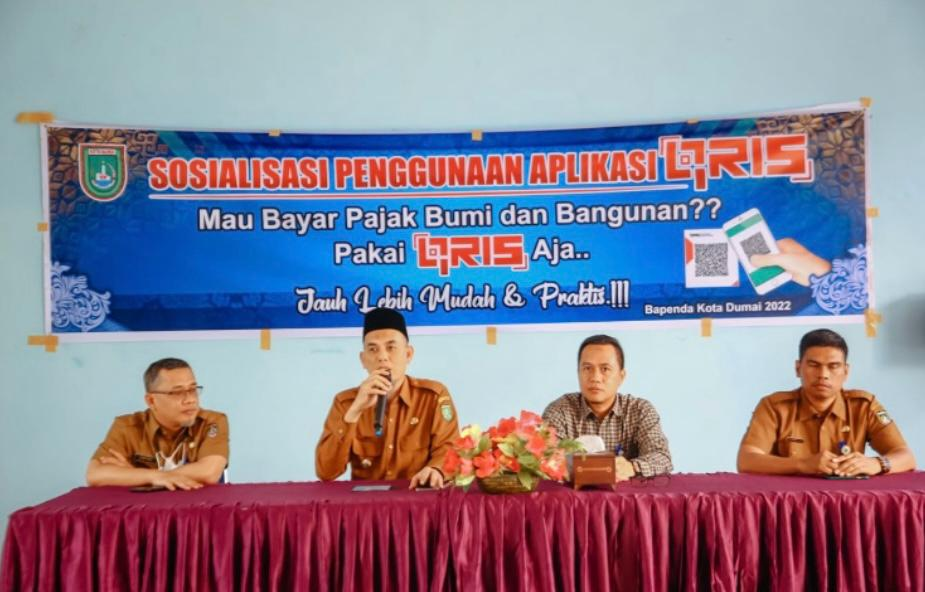 SOSIALISASI PENGGUNAAN APLIKASI QRIS
Mau Bayar Pajak Bumi dan Bangunan??
Pakai QRIS Aja..
Jauh Lebih Mudah & Praktis.!!!
Bapenda Kota Dumai 2022